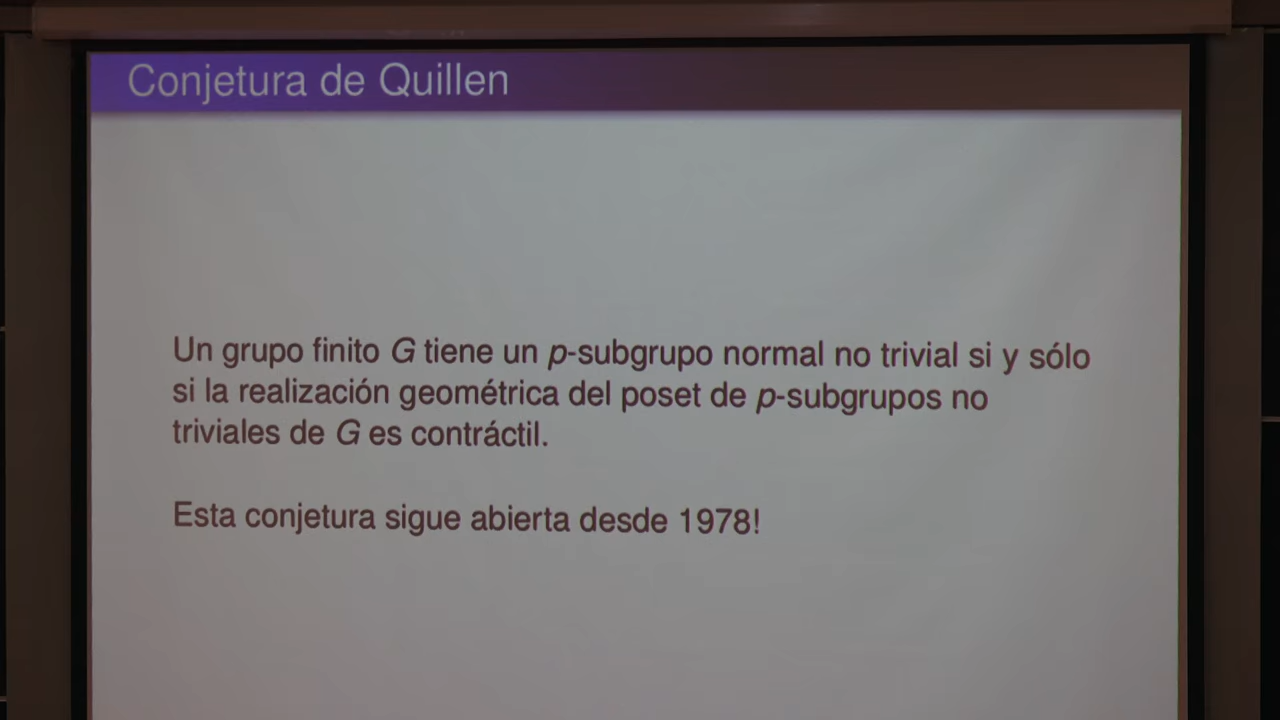 Conjetura de Quillen
Un grupo finito G tiene un p-subgrupo normal no trivial si y sólo
si la realización geométrica del poset de p-subgrupos no
triviales de G es contráctil.
Esta conjetura sigue abierta desde 1978!